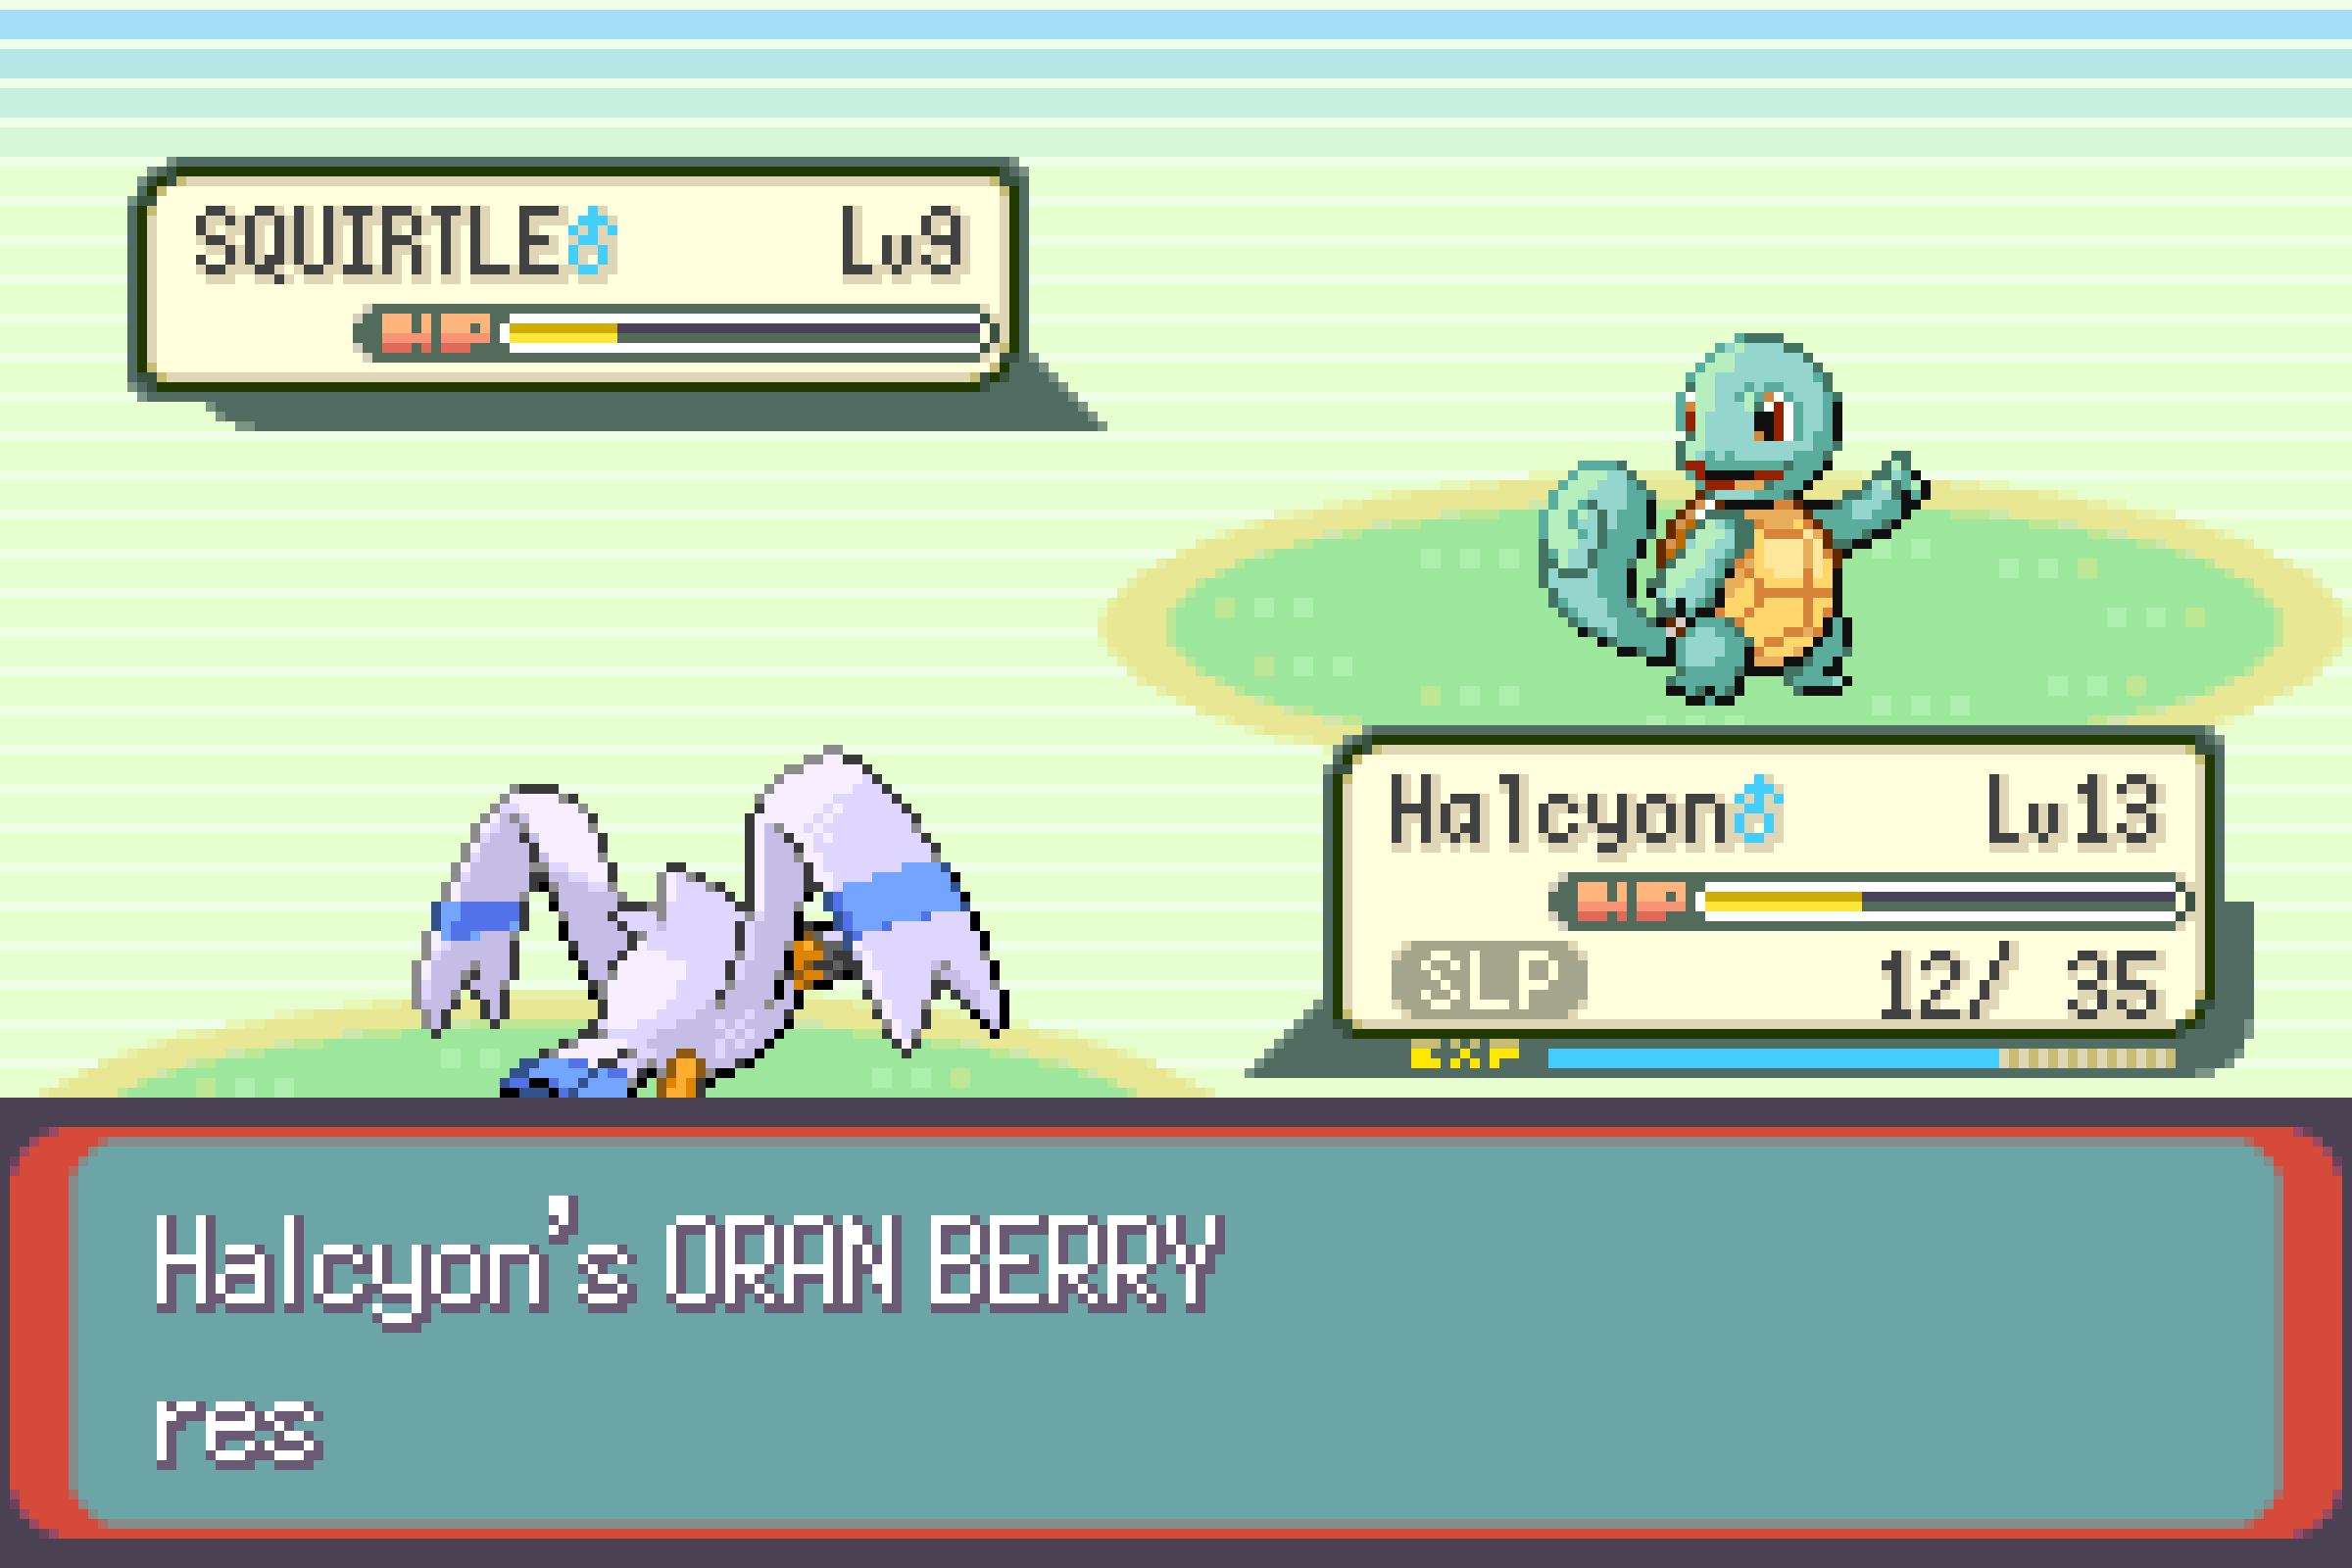 SQUIRTLE♂ Lv9
HP
Halcyon♂ Lv13
HP
SLP 12/ 35
EXP
Halcyon's ORAN BERRY
res